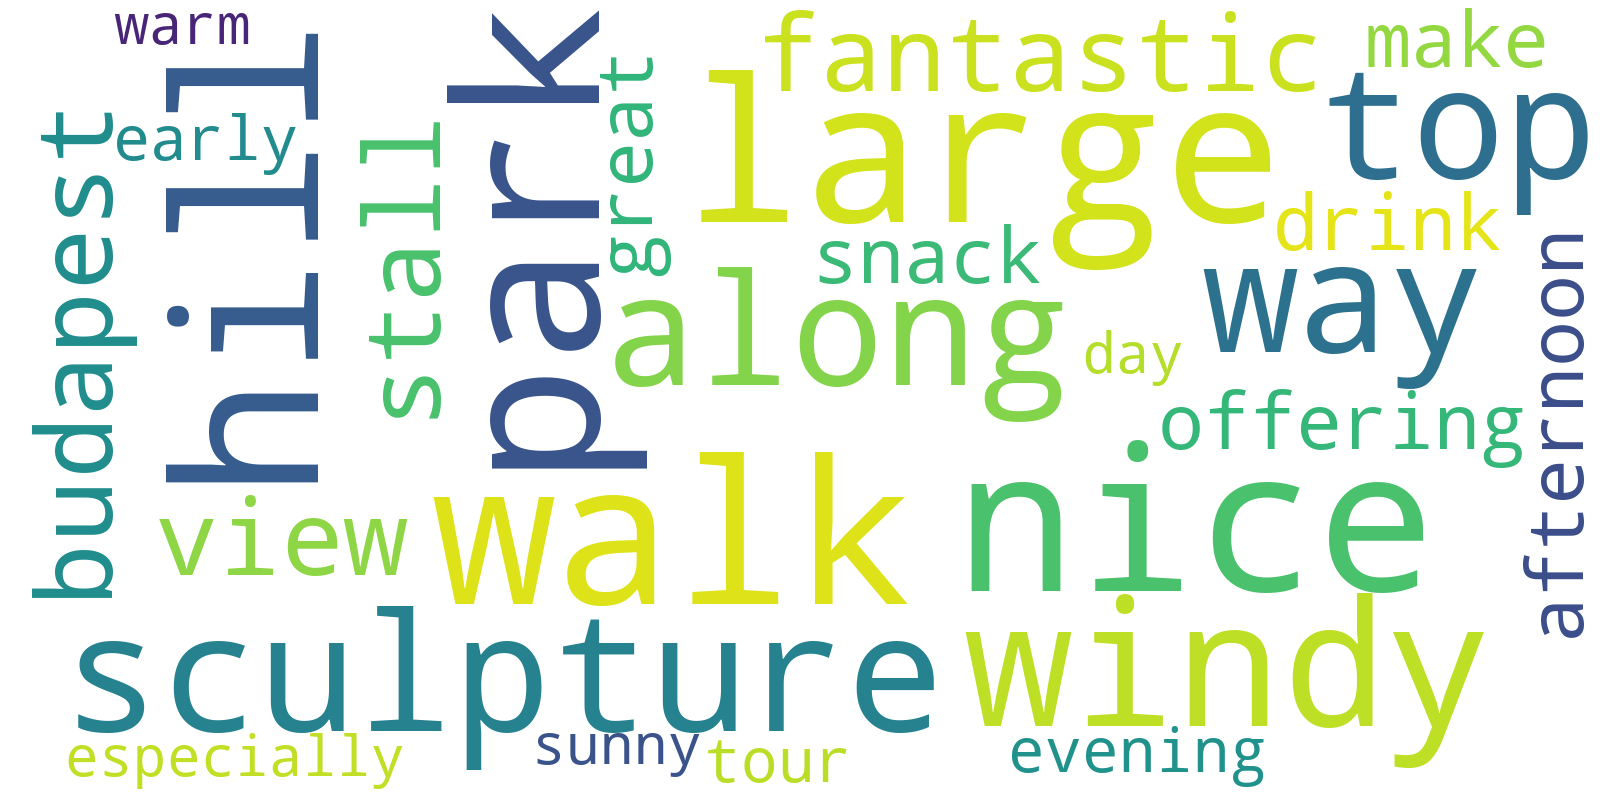 warm
fantastic
make
hill
park
large
top
early
stall
great
budapest
drink
snack
way
along
day
afternoon
offering
view
walk
nice
sculpture
windy
especially
sunny
tour
evening